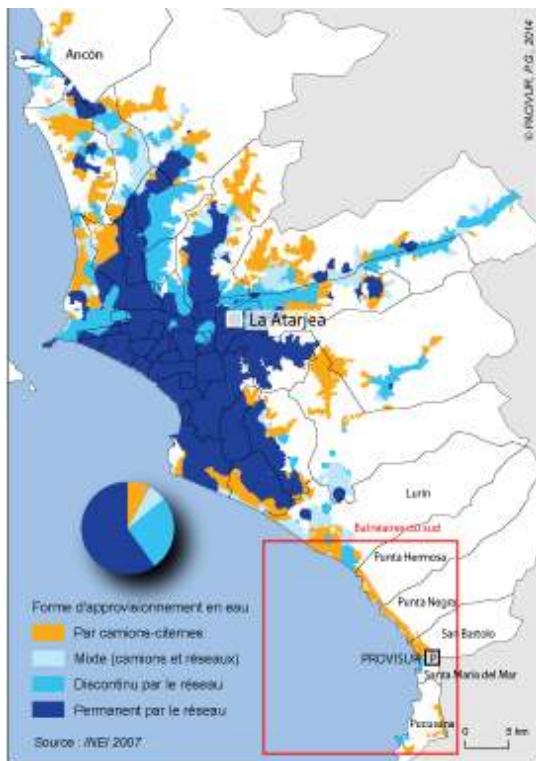 Ancón
© PACIVUR, P.G. 2014
La Atarjea
Lurín
Balnéaires du sud
Punta Hermosa
Punta Negra
San Bartolo
PROVISUR P
Santa María del Mar
Pucusana
Forme d'approvisionnement en eau
Par camions-citernes
Mixte (camions et réseaux)
Discontinu par le réseau
Permanent par le réseau
Source : INEI 2007
0 5 km